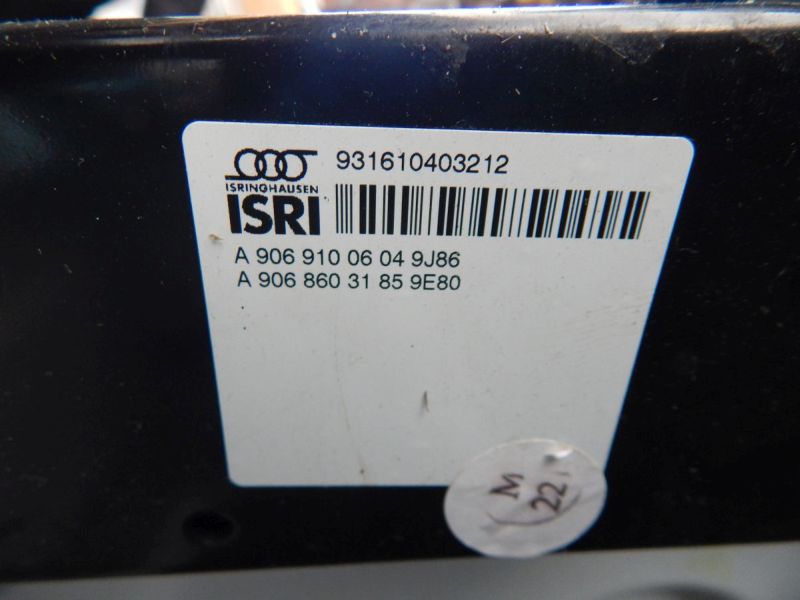 931610403212
ISRINGHAUSEN
ISRI
A 906 910 06 04 9J86
A 906 860 31 85 9E80
M
22